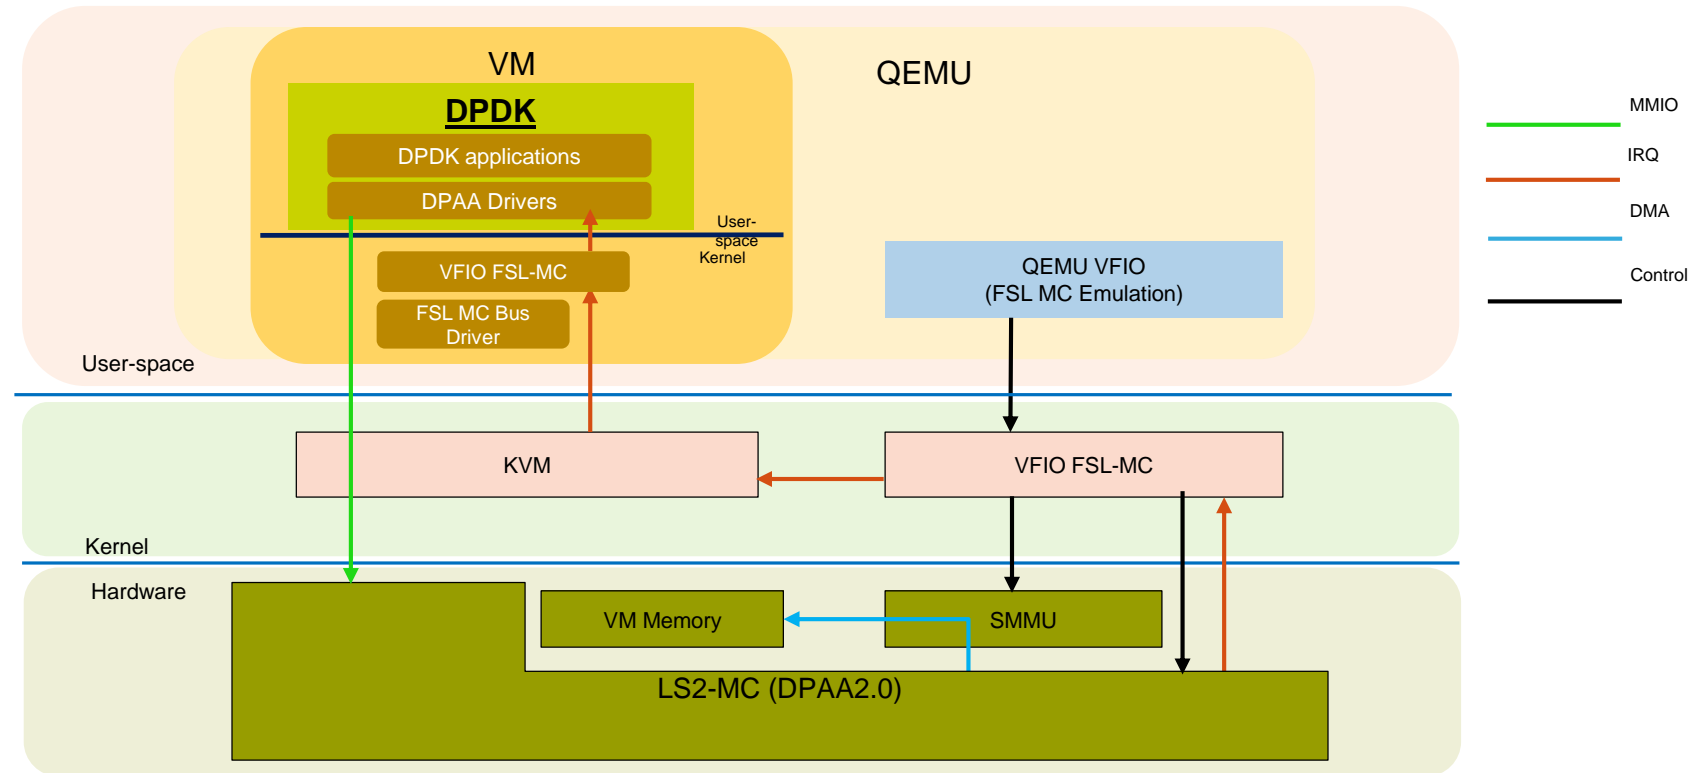 VM
QEMU
DPDK
DPDK applications
DPAA Drivers
User-
space
Kernel
VFIO FSL-MC
FSL MC Bus
Driver
QEMU VFIO
(FSL MC Emulation)
User-space
MMIO
IRQ
DMA
Control
KVM
VFIO FSL-MC
Kernel
Hardware
VM Memory
SMMU
LS2-MC (DPAA2.0)